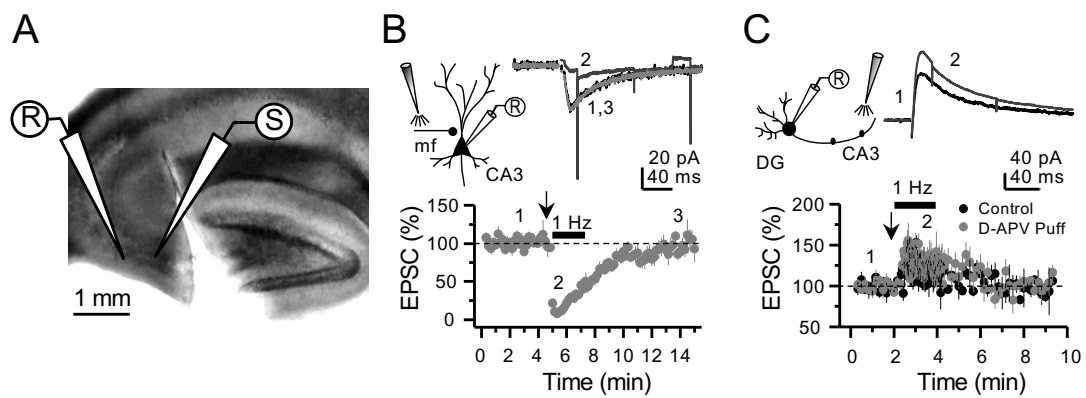 A
R
S
1 mm
B
mf
R
CA3
2
1,3
20 pA
40 ms
EPSC (%)
150
100
50
0
1
1 Hz
2
3
0 2 4 6 8 10 12 14
Time (min)
C
R
DG
CA3
1
2
40 pA
40 ms
EPSC (%)
200
150
100
50
1 Hz
1
2
Control
D-APV Puff
0 2 4 6 8 10
Time (min)